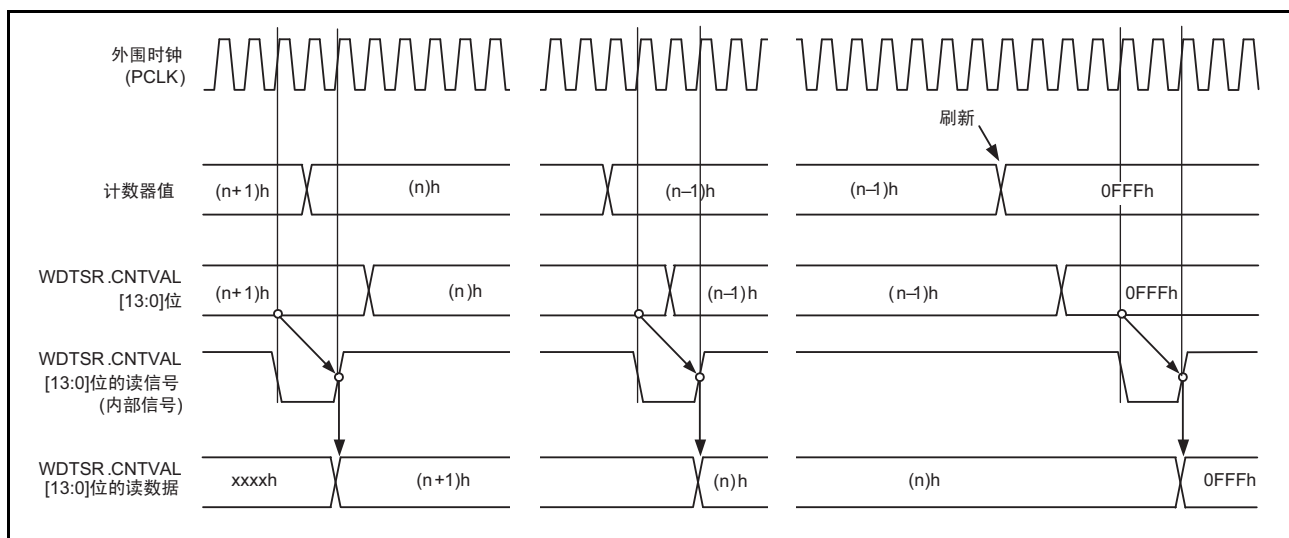 外围时钟
(PCLK)
刷新
计数器值
(n+1)h
(n)h
(n–1)h
(n–1)h
0FFFh
WDTSR.CNTVAL
[13:0]位
(n+1)h
(n)h
(n–1)h
(n–1)h
0FFFh
WDTSR.CNTVAL
[13:0]位的读信号
(内部信号)
WDTSR.CNTVAL
[13:0]位的读数据
xxxxh
(n+1)h
(n)h
(n)h
0FFFh